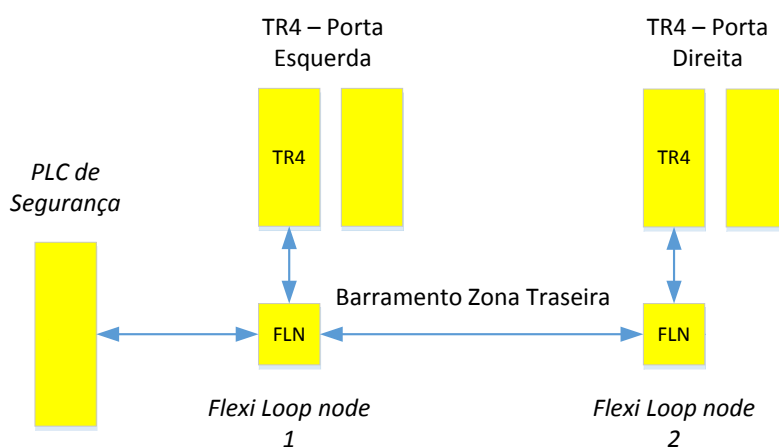 TR4 – Porta
Esquerda
TR4 – Porta
Direita
TR4
TR4
PLC de
Segurança
Barramento Zona Traseira
FLN
FLN
Flexi Loop node
1
Flexi Loop node
2